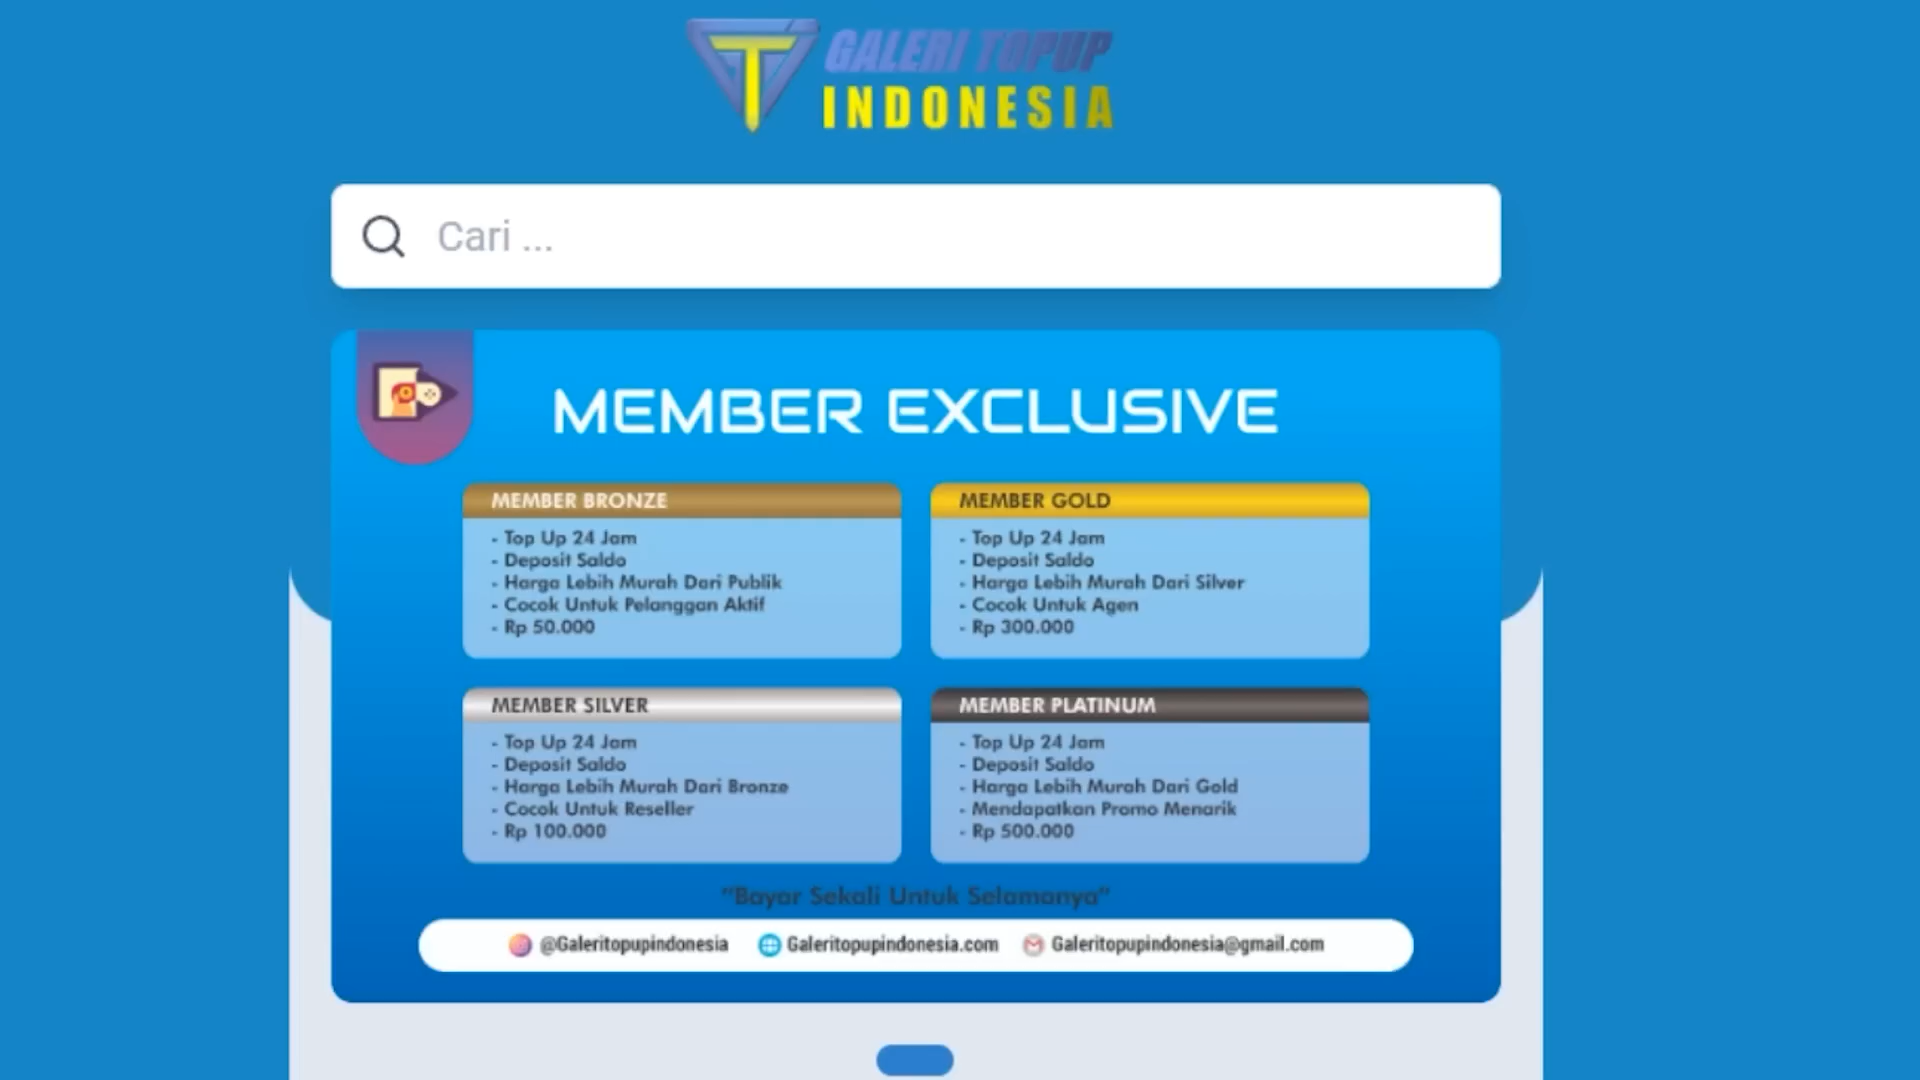 GALERI TOPUP
INDONESIA
Cari ...
MEMBER EXCLUSIVE
MEMBER BRONZE
- Top Up 24 Jam
- Deposit Saldo
- Harga Lebih Murah Dari Publik
- Cocok Untuk Pelanggan Aktif
- Rp 50.000
MEMBER GOLD
- Top Up 24 Jam
- Deposit Saldo
- Harga Lebih Murah Dari Silver
- Cocok Untuk Agen
- Rp 300.000
MEMBER SILVER
- Top Up 24 Jam
- Deposit Saldo
- Harga Lebih Murah Dari Bronze
- Cocok Untuk Reseller
- Rp 100.000
MEMBER PLATINUM
- Top Up 24 Jam
- Deposit Saldo
- Harga Lebih Murah Dari Gold
- Mendapatkan Promo Menarik
- Rp 500.000
"Bayar Sekali Untuk Selamanya"
@Galeritopupindonesia Galeritopupindonesia.com Galeritopupindonesia@gmail.com